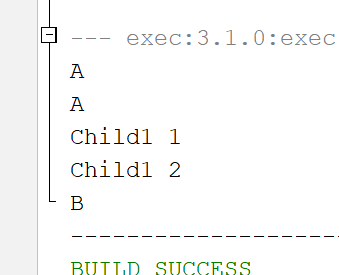 --- exec:3.1.0:exec
A
A
Child1 1
Child1 2
B
--------------------
BUILD SUCCESS